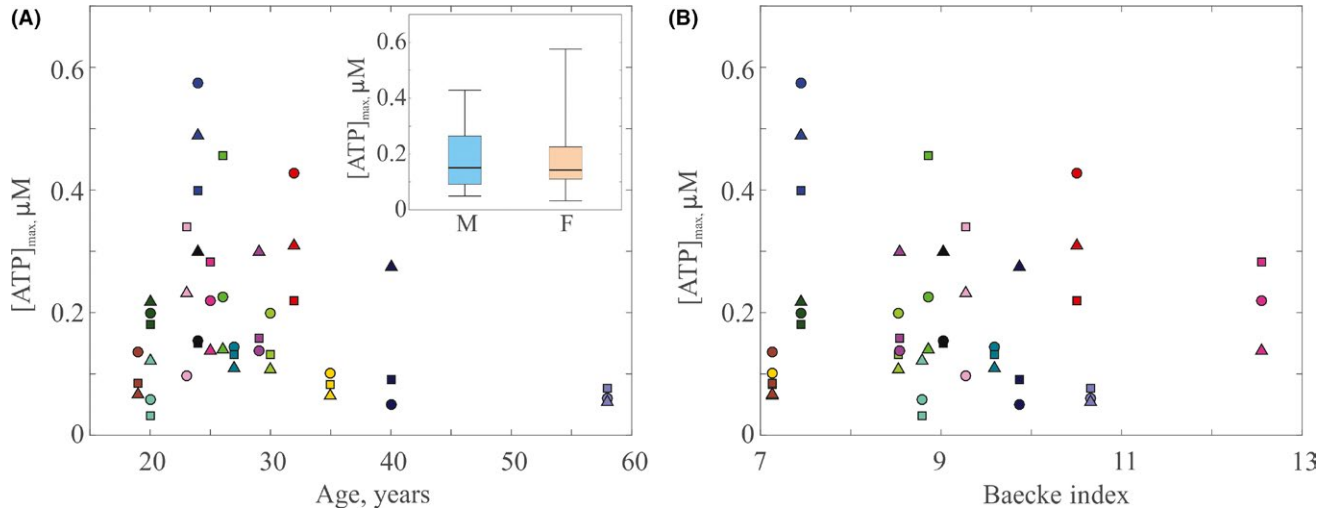 (A)
[ATP]max, μM
0.6
0.4
0.2
0
20 30 40 50 60
Age, years
[ATP]max, μM
0.6
0.4
0.2
0
M F
(B)
[ATP]max, μM
0.6
0.4
0.2
0
7 9 11 13
Baecke index